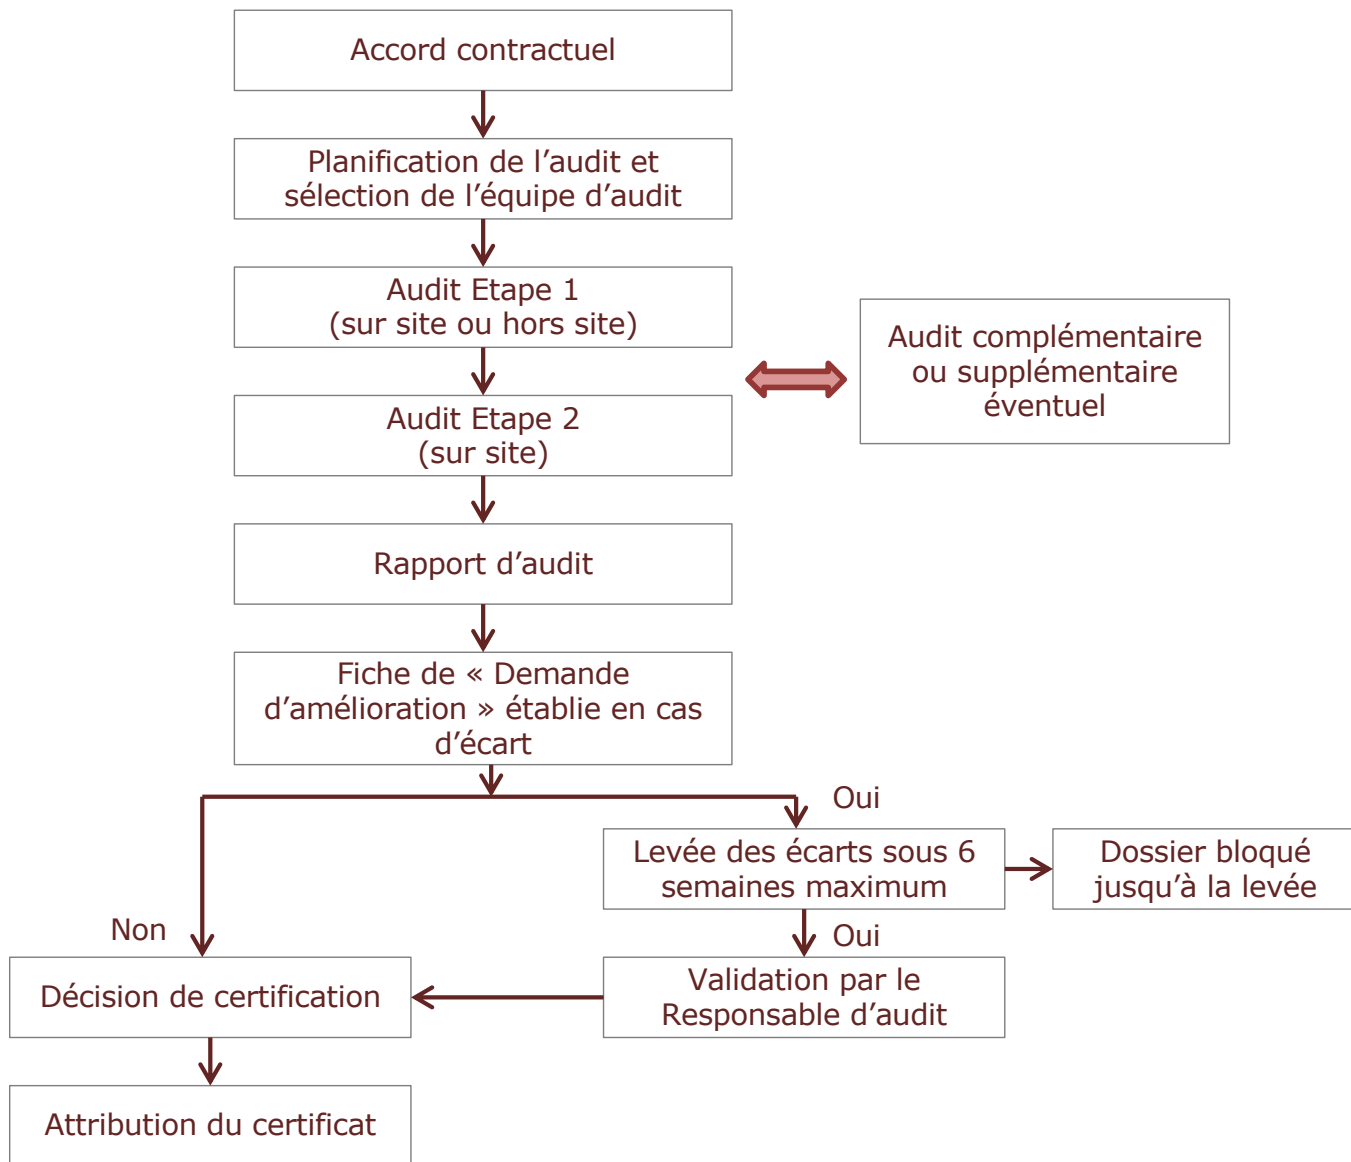 Accord contractuel
Planification de l’audit et
sélection de l’équipe d’audit
Audit Etape 1
(sur site ou hors site)
Audit complémentaire
ou supplémentaire
éventuel
Audit Etape 2
(sur site)
Rapport d’audit
Fiche de « Demande
d’amélioration » établie en cas
d’écart
Oui
Levée des écarts sous 6
semaines maximum
Dossier bloqué
jusqu’à la levée
Non
Oui
Décision de certification
Validation par le
Responsable d’audit
Attribution du certificat